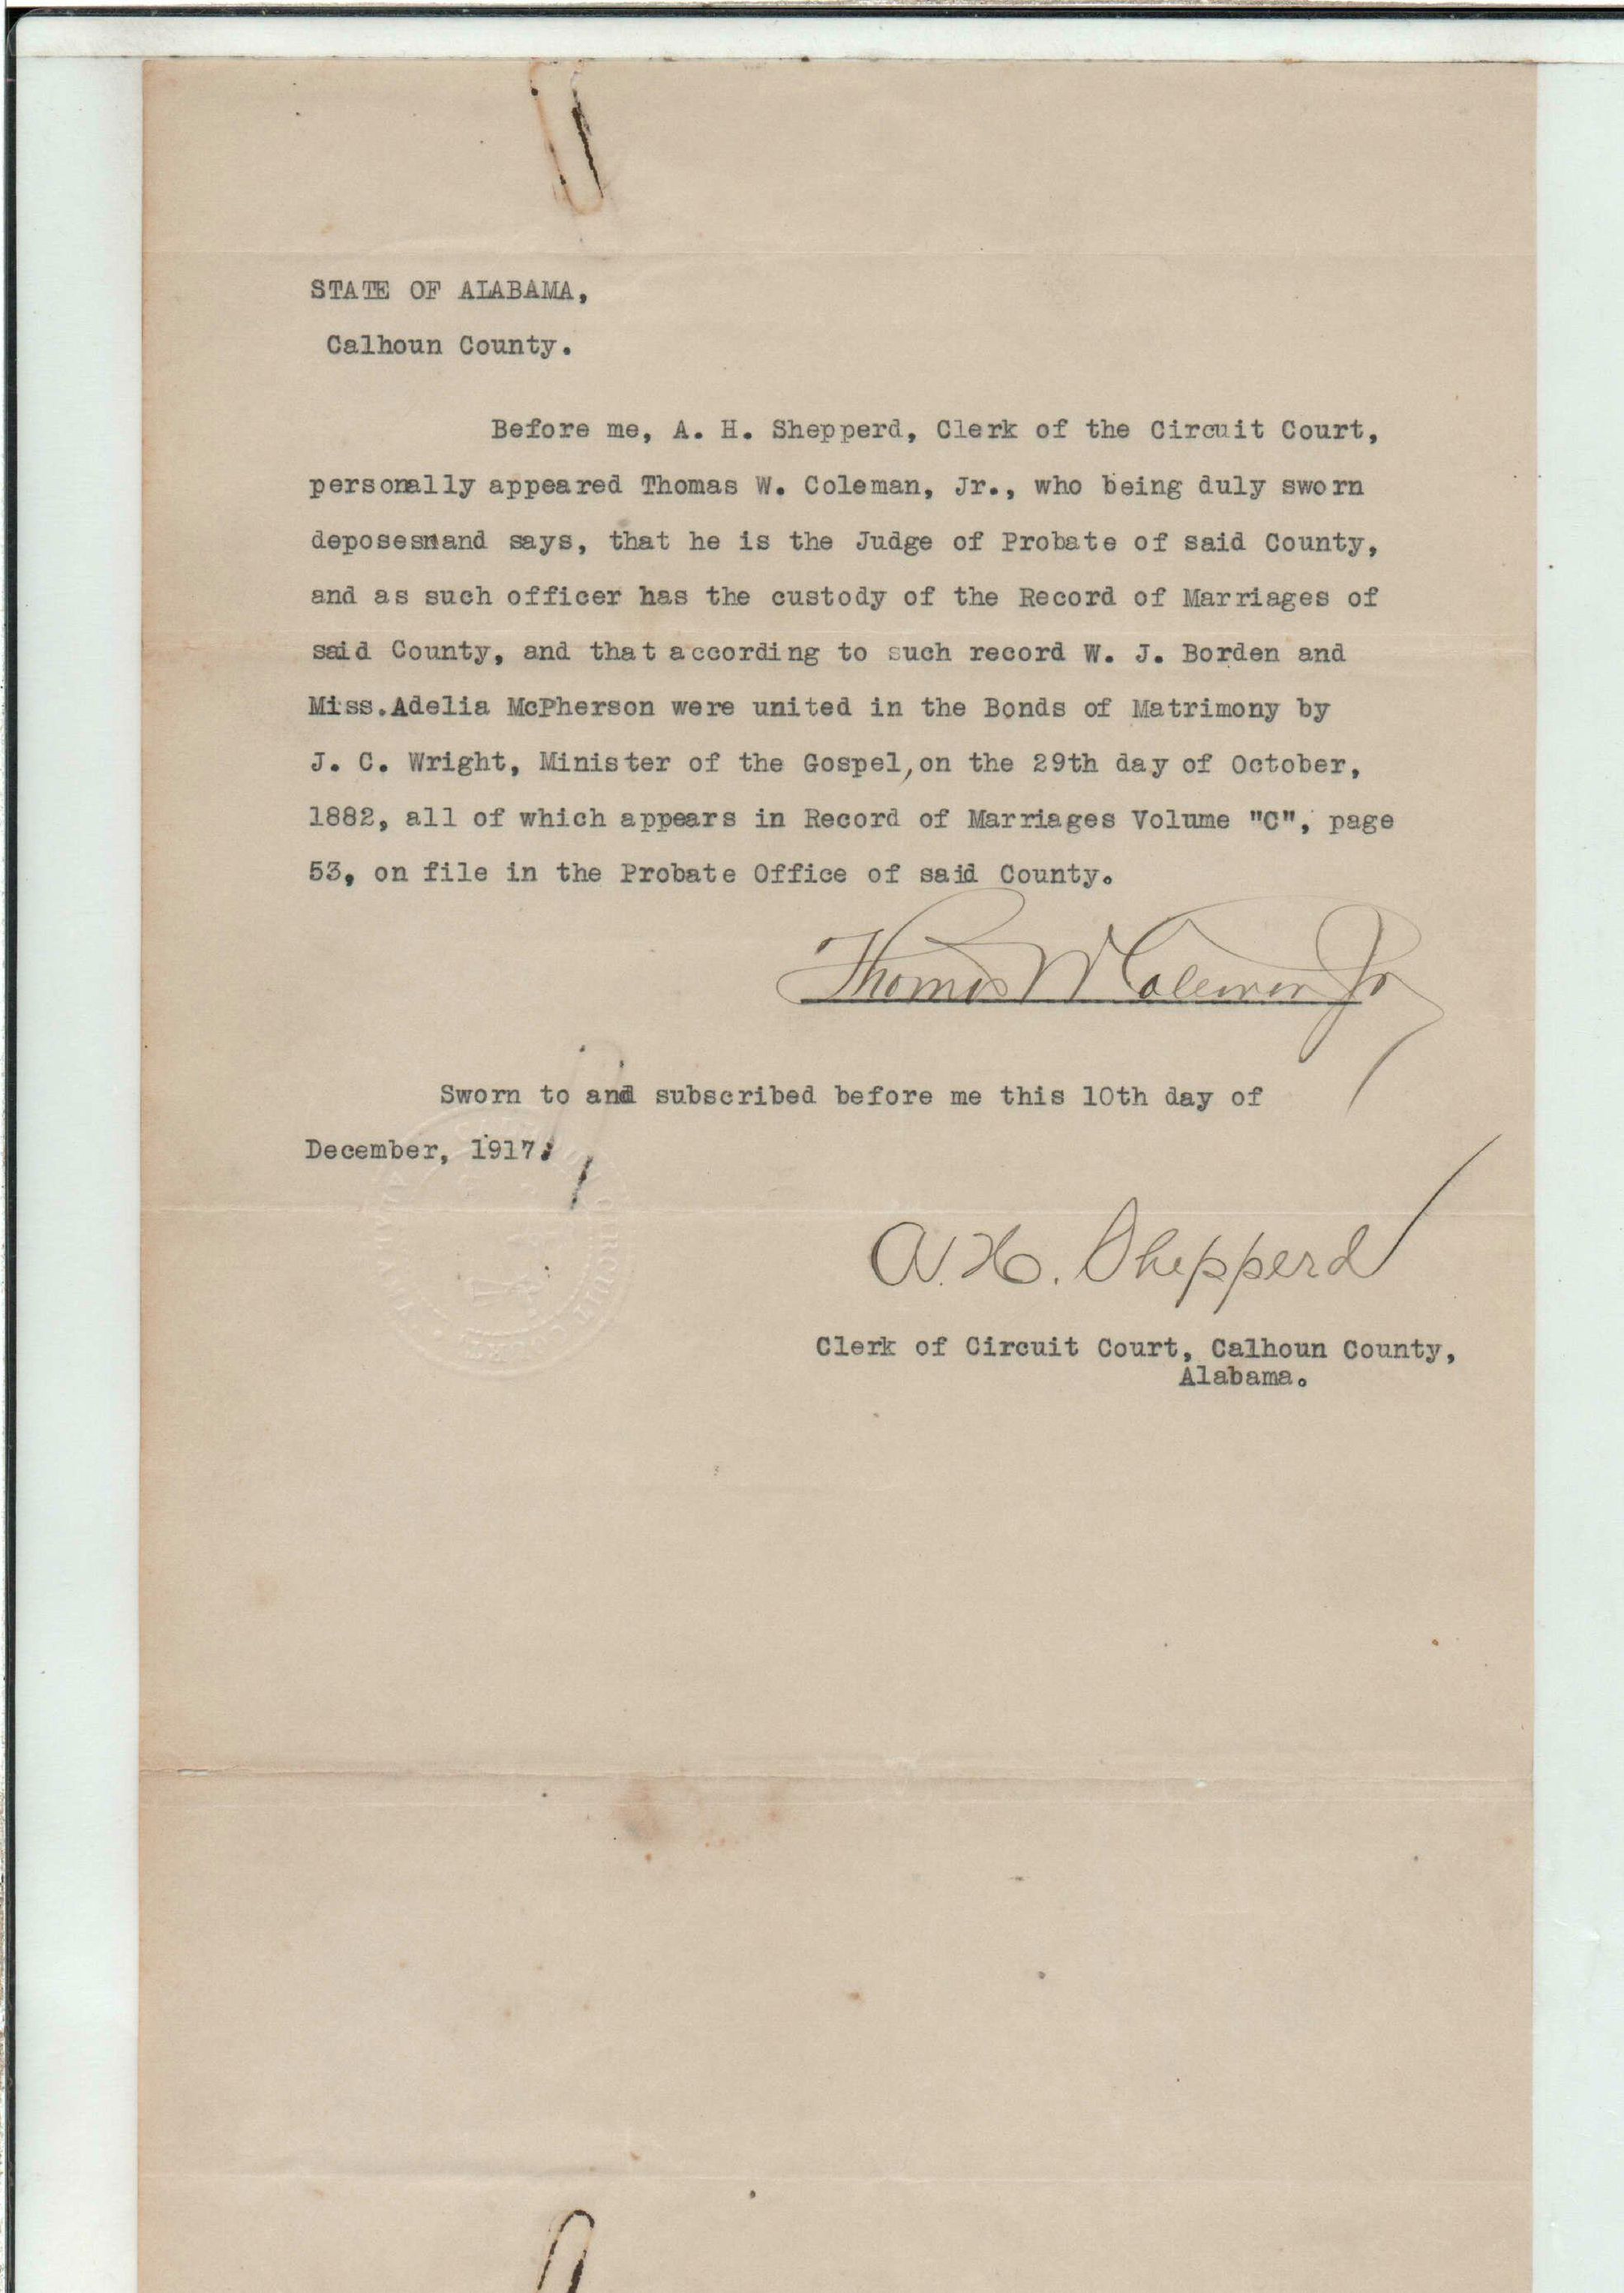 STATE OF ALABAMA,
Calhoun County.
Before me, A. H. Shepperd, Clerk of the Circuit Court,
personally appeared Thomas W. Coleman, Jr., who being duly sworn
deposesnand says, that he is the Judge of Probate of said County,
and as such officer has the custody of the Record of Marriages of
said County, and that according to such record W. J. Borden and
Miss.Adelia McPherson were united in the Bonds of Matrimony by
J. C. Wright, Minister of the Gospel, on the 29th day of October,
1882, all of which appears in Record of Marriages Volume "C", page
53, on file in the Probate Office of said County.
Thomas W Coleman Jr
Sworn to and subscribed before me this 10th day of
December, 1917.
CIRCUIT COURT
A. H. Shepperd
Clerk of Circuit Court, Calhoun County,
Alabama.